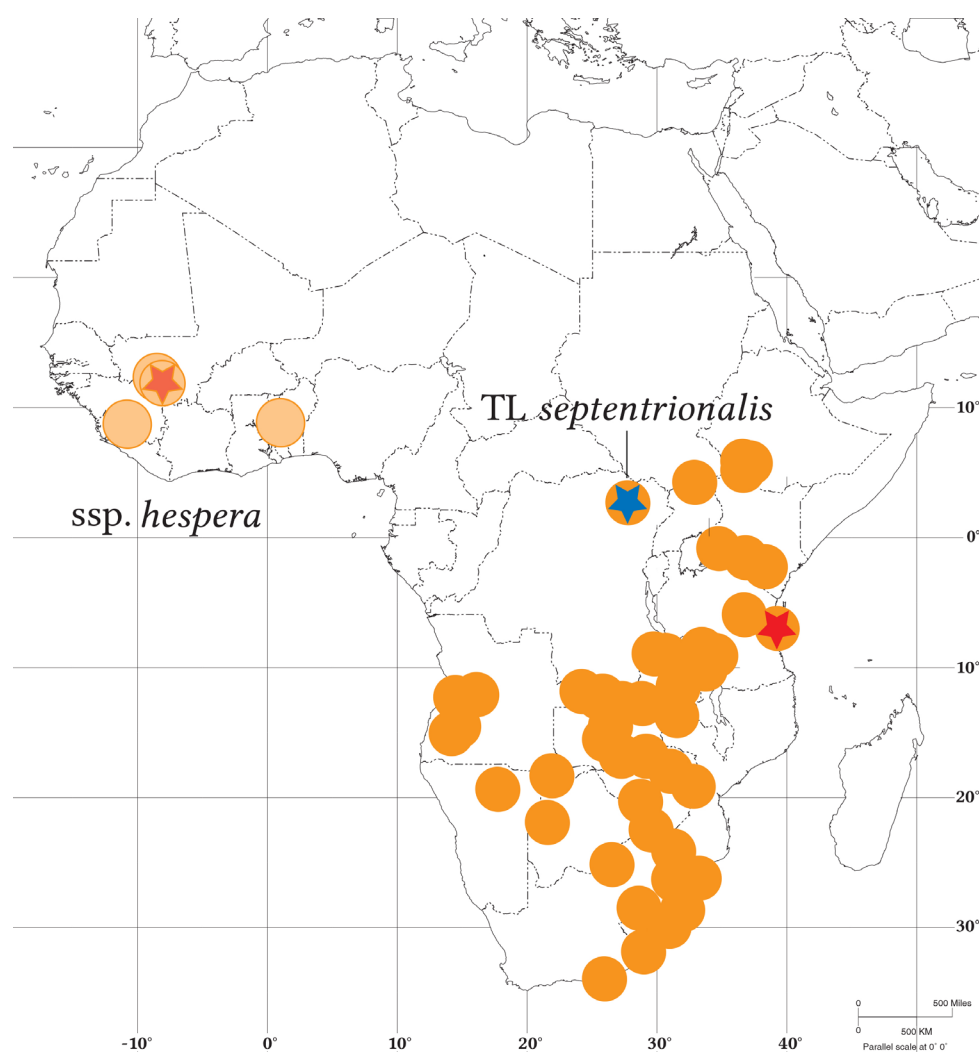 TL septentrionalis
10°
ssp. hespera
0°
10°
20°
30°
0 500 Miles
0 500 KM
Parallel scale at 0° 0°
-10° 0° 10° 20° 30° 40°